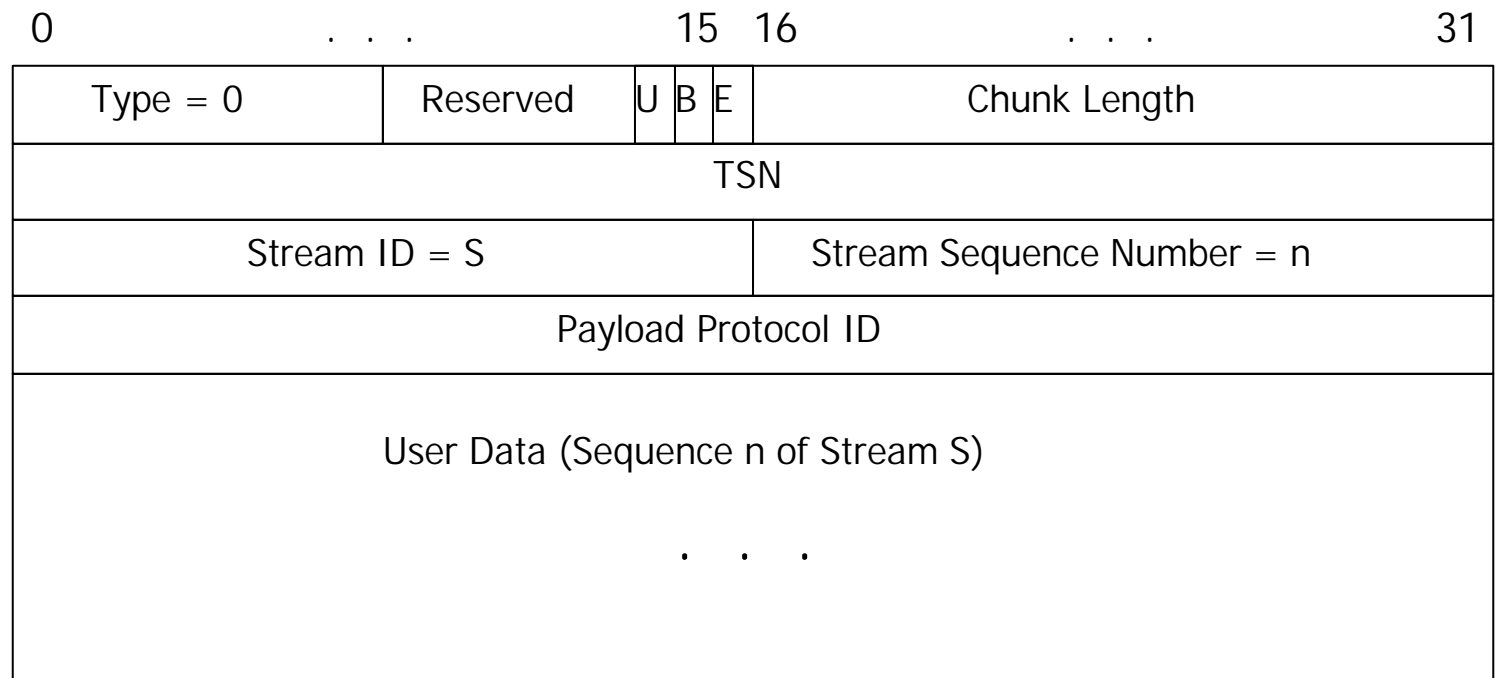 0 . . . 15 16 . . . 31
Type = 0 Reserved U B E Chunk Length
TSN
Stream ID = S Stream Sequence Number = n
Payload Protocol ID
User Data (Sequence n of Stream S)
. . .